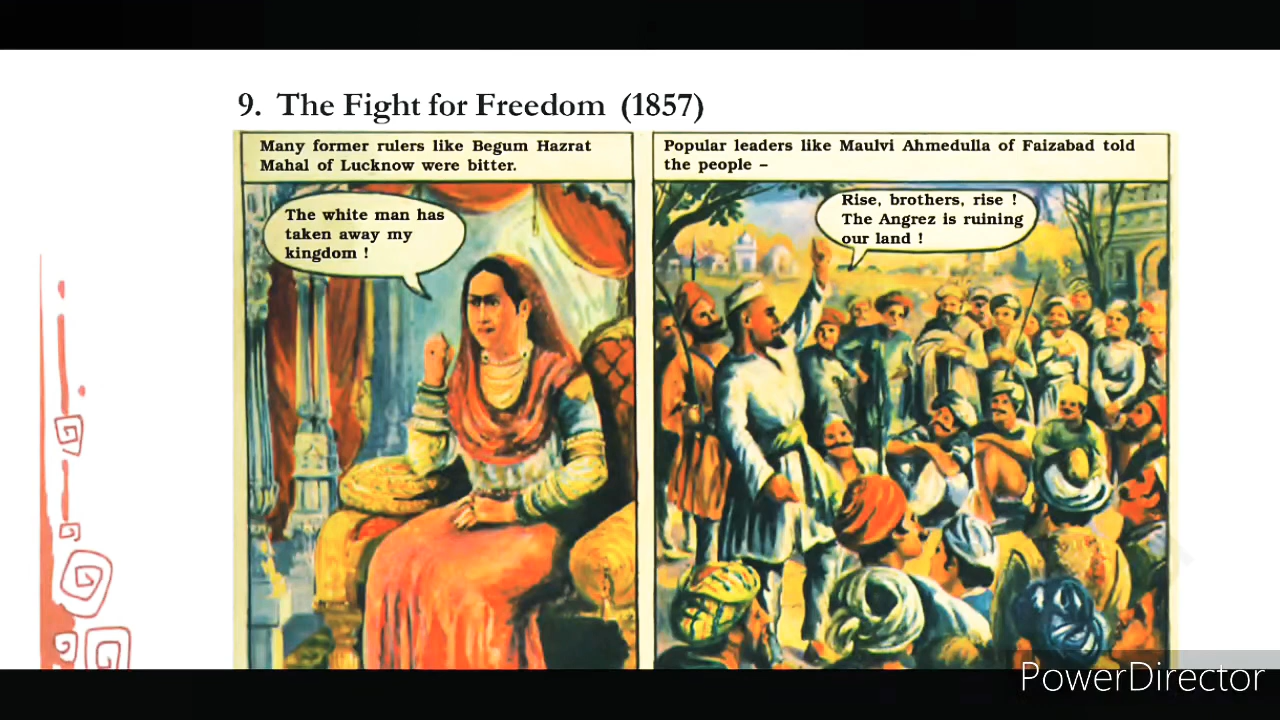 9. The Fight for Freedom (1857)
Many former rulers like Begum Hazrat
Mahal of Lucknow were bitter.
The white man has
taken away my
kingdom !
Popular leaders like Maulvi Ahmedulla of Faizabad told
the people –
Rise, brothers, rise !
The Angrez is ruining
our land !
PowerDirector